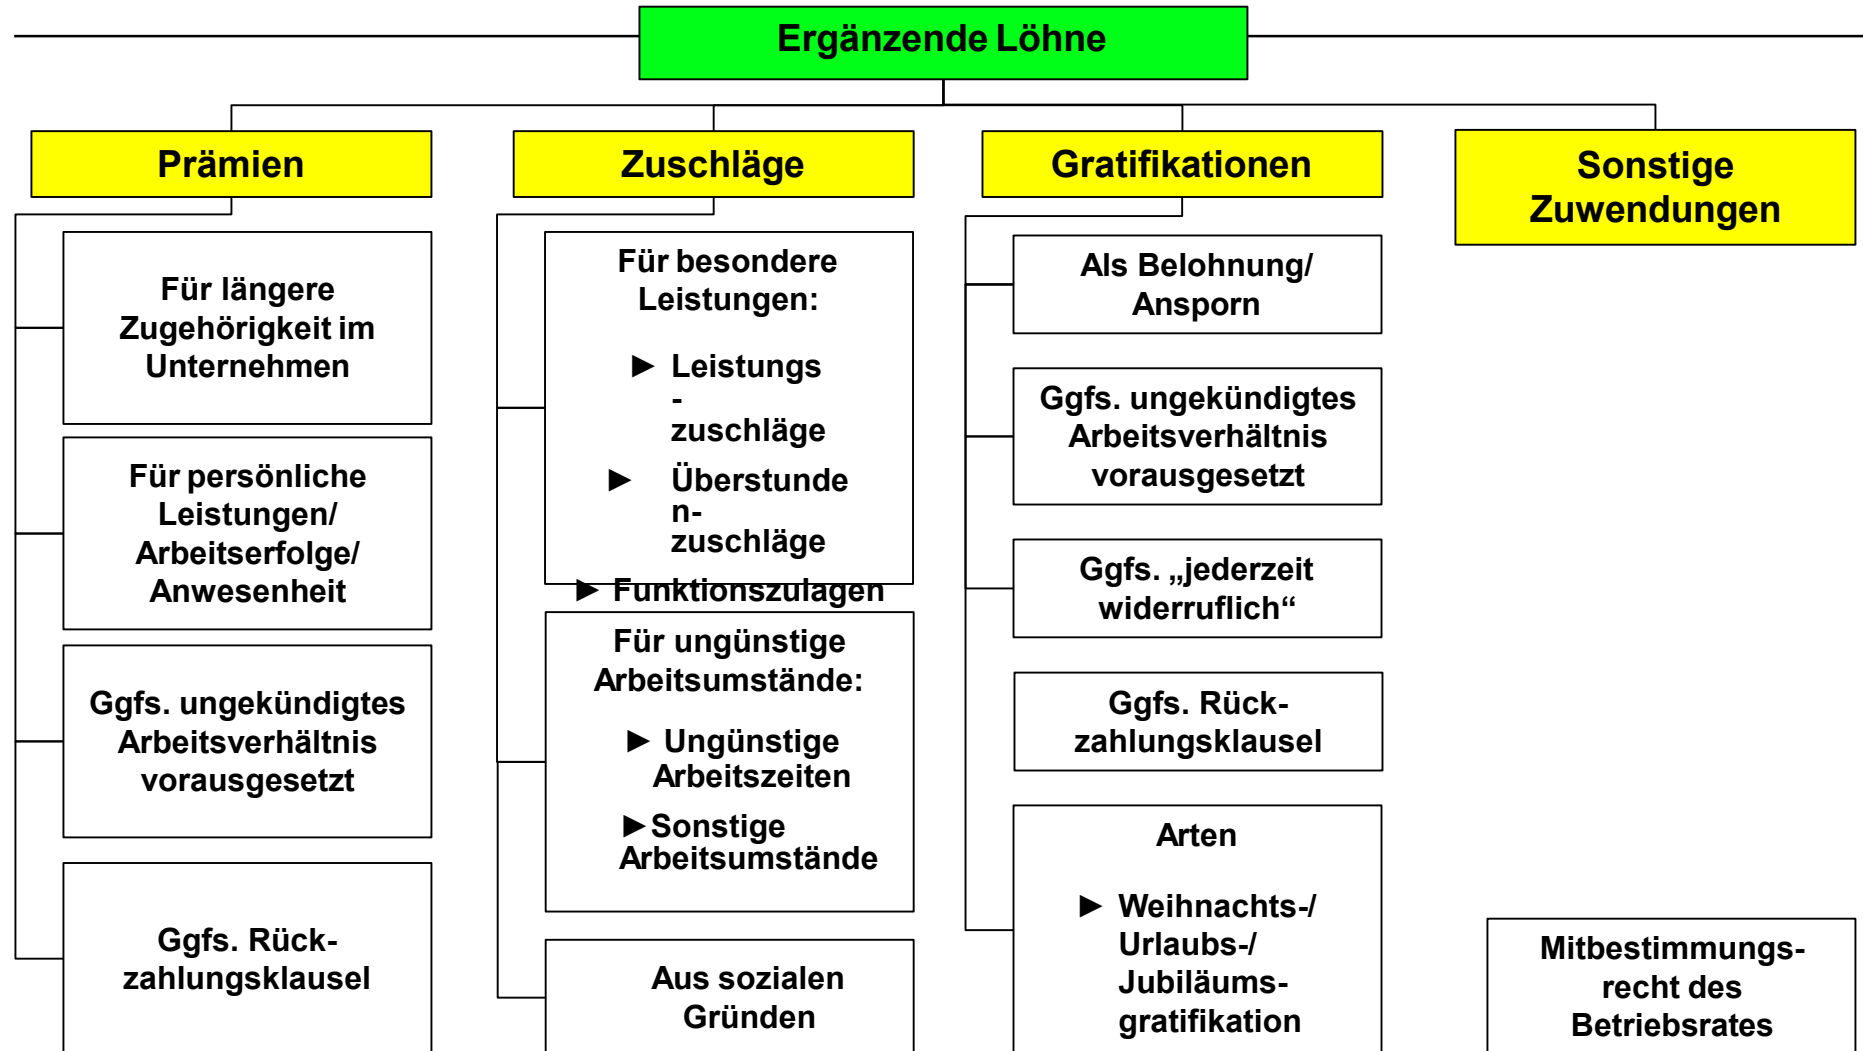 Ergänzende Löhne
Prämien
Für längere
Zugehörigkeit im
Unternehmen
Für persönliche
Leistungen/
Arbeitserfolge/
Anwesenheit
Ggfs. ungekündigtes
Arbeitsverhältnis
vorausgesetzt
Ggfs. Rück-
zahlungsklausel
Zuschläge
Für besondere
Leistungen:
► Leistungs
-
zuschläge
► Überstunde
n-
zuschläge
► Funktionszulagen
Für ungünstige
Arbeitsumstände:
► Ungünstige
Arbeitszeiten
►Sonstige
Arbeitsumstände
Aus sozialen
Gründen
Gratifikationen
Als Belohnung/
Ansporn
Ggfs. ungekündigtes
Arbeitsverhältnis
vorausgesetzt
Ggfs. „jederzeit
widerruflich“
Ggfs. Rück-
zahlungsklausel
Arten
► Weihnachts-/
Urlaubs-/
Jubiläums-
gratifikation
Sonstige
Zuwendungen
Mitbestimmungs-
recht des
Betriebsrates